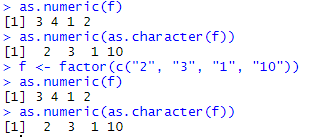 > as.numeric(f)
[1] 3 4 1 2
> as.numeric(as.character(f))
[1]  2  3  1 10
> f <- factor(c("2", "3", "1", "10"))
> as.numeric(f)
[1] 3 4 1 2
> as.numeric(as.character(f))
[1]  2  3  1 10